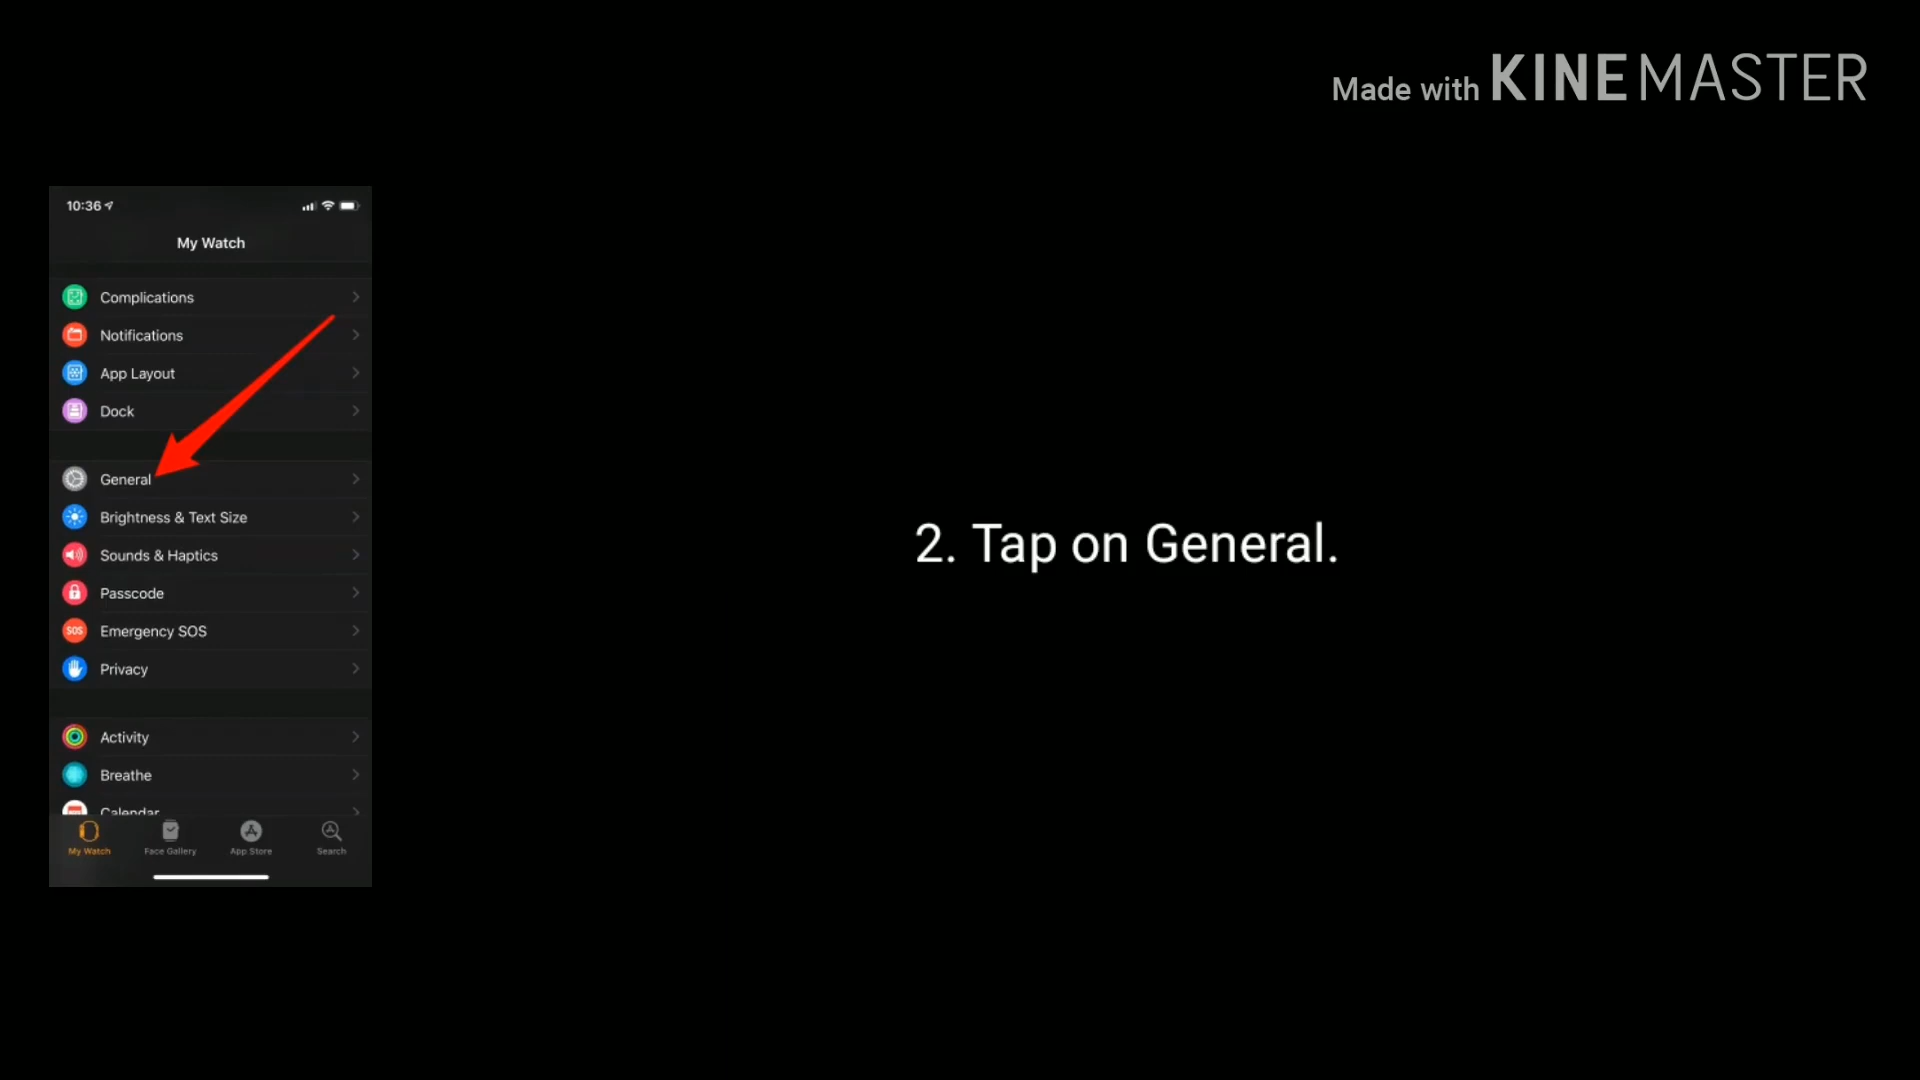 Made with KINEMASTER
10:36
My Watch
Complications
Notifications
App Layout
Dock
General
Brightness & Text Size
Sounds & Haptics
Passcode
SOS
Emergency SOS
Privacy
Activity
Breathe
Calendar
My Watch
Face Gallery
App Store
Search
2. Tap on General.